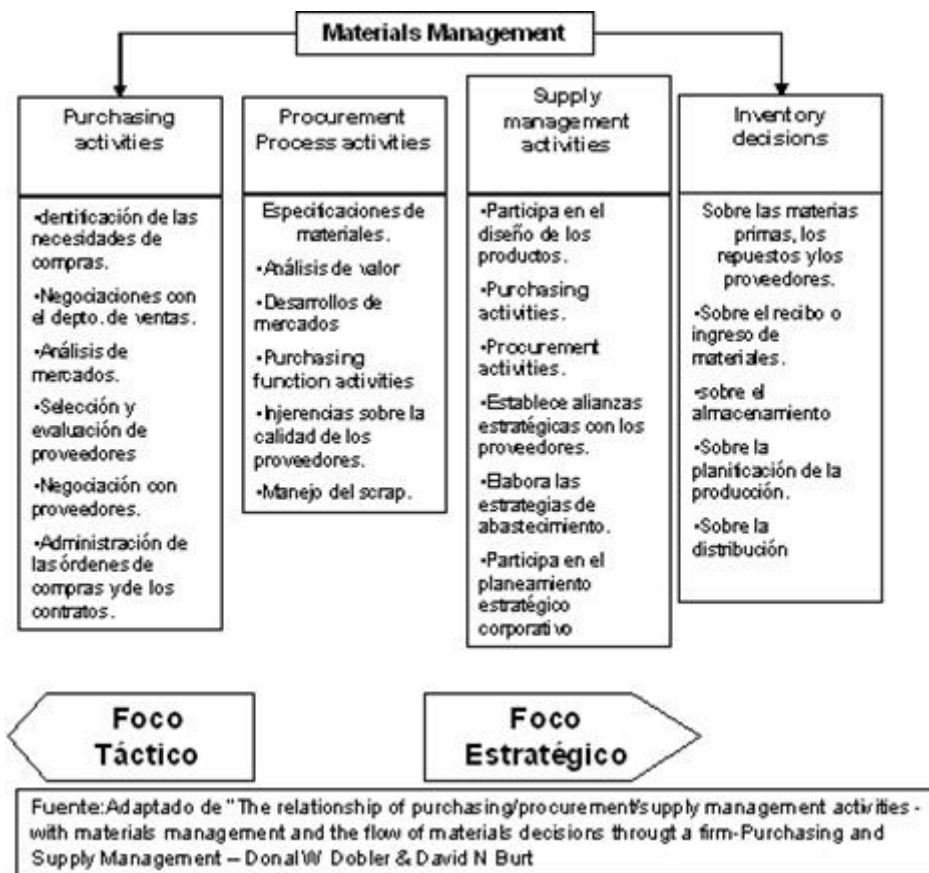 Materials Management
Purchasing
activities
•dentificación de las
necesidades de
compras.
•Negociaciones con
el depto. de ventas.
•Análisis de
mercados.
•Selección y
evaluación de
proveedores
•Negociación con
proveedores.
•Administración de
las órdenes de
compras y de los
contratos.
Procurement
Process activities
Especificaciones de
materiales.
•Análisis de valor
•Desarrollos de
mercados
•Purchasing
function activities
•Injerencias sobre la
calidad de los
proveedores.
•Manejo del scrap.
Supply
management
activities
•Participa en el
diseño de los
productos.
•Purchasing
activities.
•Procurement
activities.
•Establece alianzas
estratégicas con los
proveedores.
•Elabora las
estrategias de
abastecimiento.
•Participa en el
planeamiento
estratégico
corporativo
Inventory
decisions
Sobre las materias
primas, los
repuestos y los
proveedores.
•Sobre el recibo o
ingreso de
materiales.
•sobre el
almacenamiento
•Sobre la
planificación de la
producción.
•Sobre la
distribución
Foco
Táctico
Foco
Estratégico
Fuente:Adaptado de " The relationship of purchasing/procurement/supply management activities -
with materials management and the flow of materials decisions througt a firm-Purchasing and
Supply Management – Donal W Dobler & David N Burt